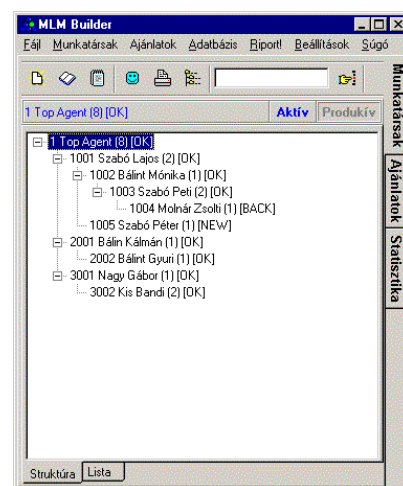 MLM Builder
Fájl Munkatársak Ajánlatok Adatbázis Riport! Beállítások Súgó
1 Top Agent (8) [OK] Aktív Produkív
1 Top Agent (8) [OK]
1001 Szabó Lajos (2) [OK]
1002 Bálint Mónika (1) [OK]
1003 Szabó Peti (2) [OK]
1004 Molnár Zsolti (1) [BACK]
1005 Szabó Péter (1) [NEW]
2001 Bálin Kálmán (1) [OK]
2002 Bálint Gyuri (1) [OK]
3001 Nagy Gábor (1) [OK]
3002 Kis Bandi (2) [OK]
Struktúra Lista
Munkatársak
Ajánlatok
Statisztika